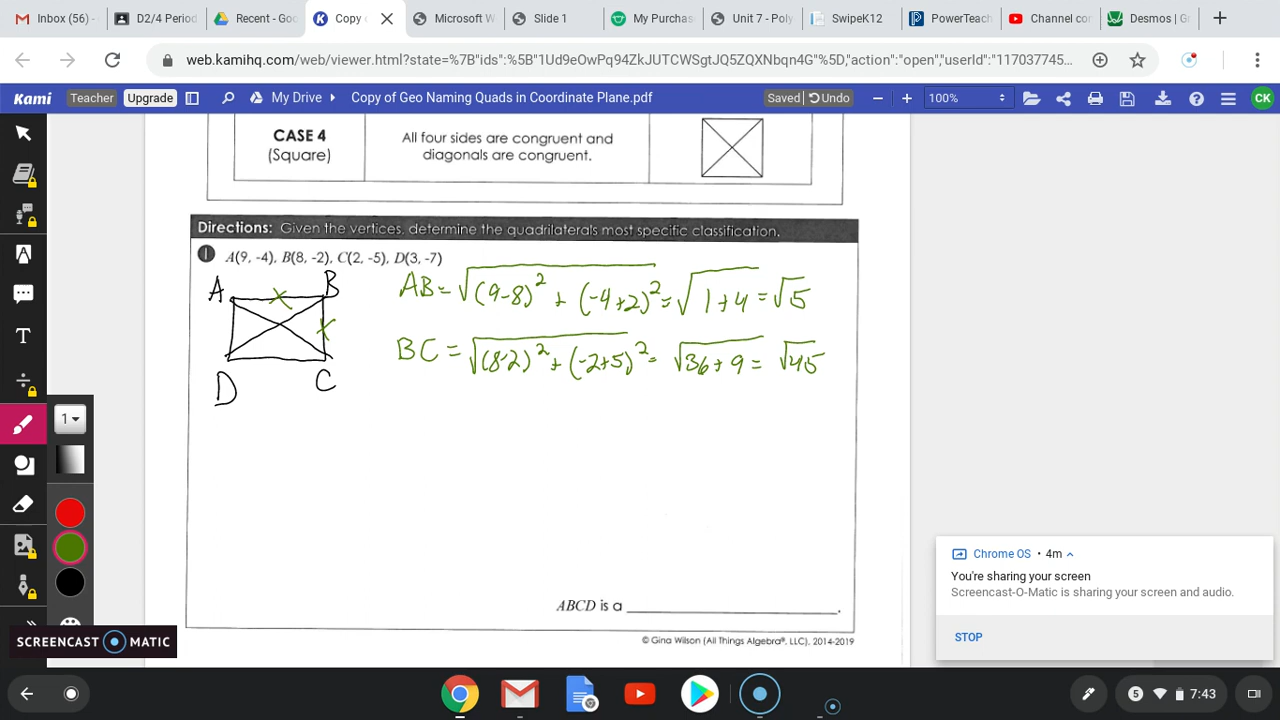 Inbox (56) -
D2/4 Period
Recent - Goo
Copy o
Microsoft W
Slide 1
My Purchas
Unit 7 - Poly
SwipeK12
PowerTeach
Channel con
Desmos | Gr
web.kamihq.com/web/viewer.html?state=%7B"ids"%3A%5B"1Ud9eOwPq94ZkJUTCWSgtJQ5ZQXNbqn4G"%5D,"action":"open","userId":"117037745...
Kami
Teacher
Upgrade
My Drive
Copy of Geo Naming Quads in Coordinate Plane.pdf
Saved
Undo
100%
CK
CASE 4
(Square)
All four sides are congruent and
diagonals are congruent.
Directions: Given the vertices, determine the quadrilaterals most specific classification.
1 A(9, -4), B(8, -2), C(2, -5), D(3, -7)
A B
D C
AB = √(9-8)² + (-4+2)² = √1+4 = √5
BC = √(8-2)² + (-2+5)² = √36+9 = √45
ABCD is a ____________________.
© Gina Wilson (All Things Algebra®, LLC), 2014-2019
1
T
Chrome OS • 4m
You're sharing your screen
Screencast-O-Matic is sharing your screen and audio.
STOP
SCREENCAST MATIC
5
7:43